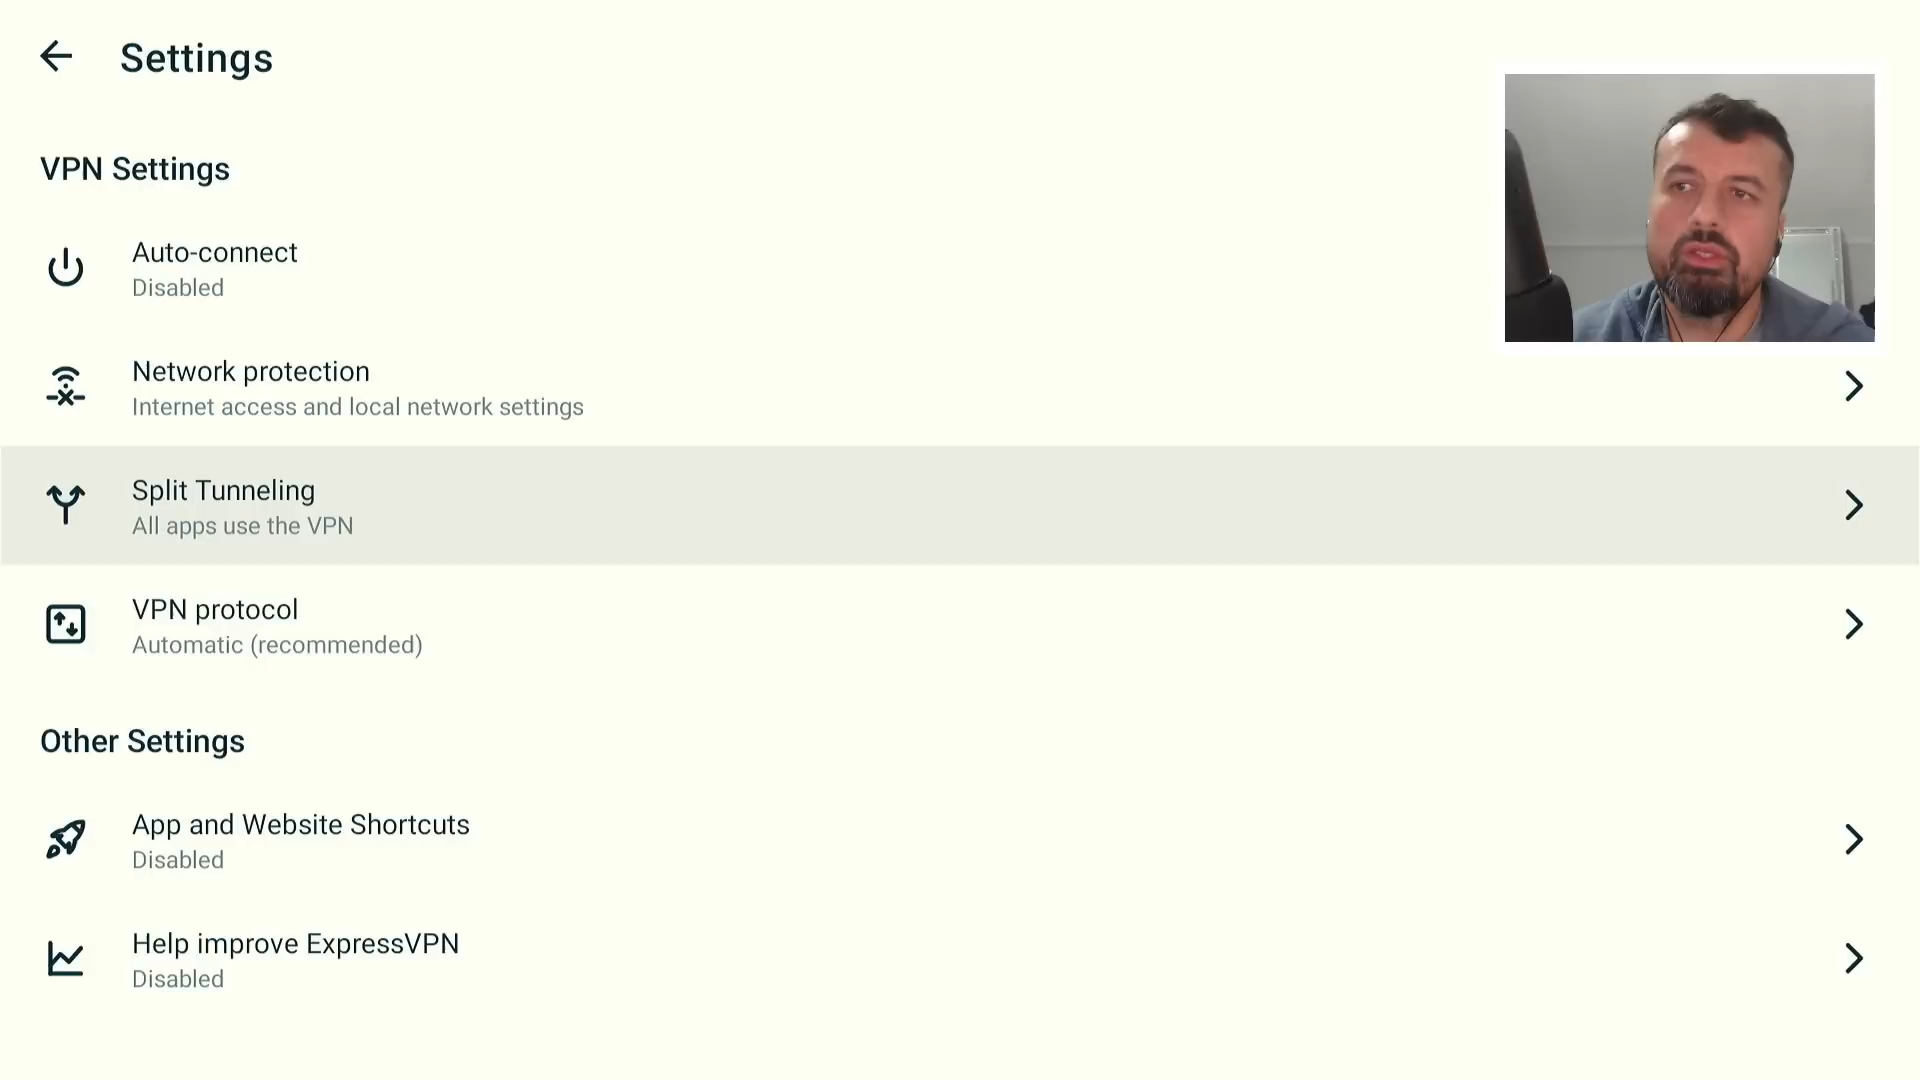 Settings
VPN Settings
Auto-connect
Disabled
Network protection
Internet access and local network settings
Split Tunneling
All apps use the VPN
VPN protocol
Automatic (recommended)
Other Settings
App and Website Shortcuts
Disabled
Help improve ExpressVPN
Disabled